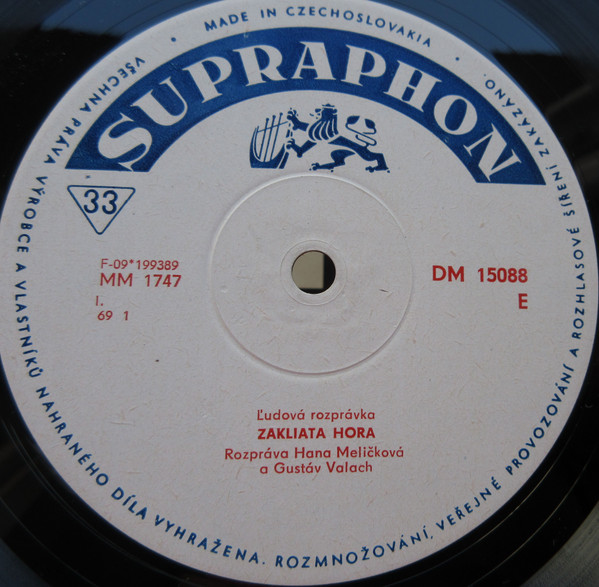 • MADE IN CZECHOSLOVAKIA •
SUPRAPHON
33
F-09*199389
MM 1747
I.
69 1
DM 15088
E
Ľudová rozprávka
ZAKLIATA HORA
Rozpráva Hana Meličková
a Gustáv Valach
VŠECHNA PRÁVA VÝROBCE A VLASTNÍKŮ NAHRANÉHO DÍLA VYHRAŽENA. ROZMNOŽOVÁNÍ, VEŘEJNÉ PROVOZOVÁNÍ A ROZHLASOVÉ ŠÍŘENÍ ZAKÁZÁNO.